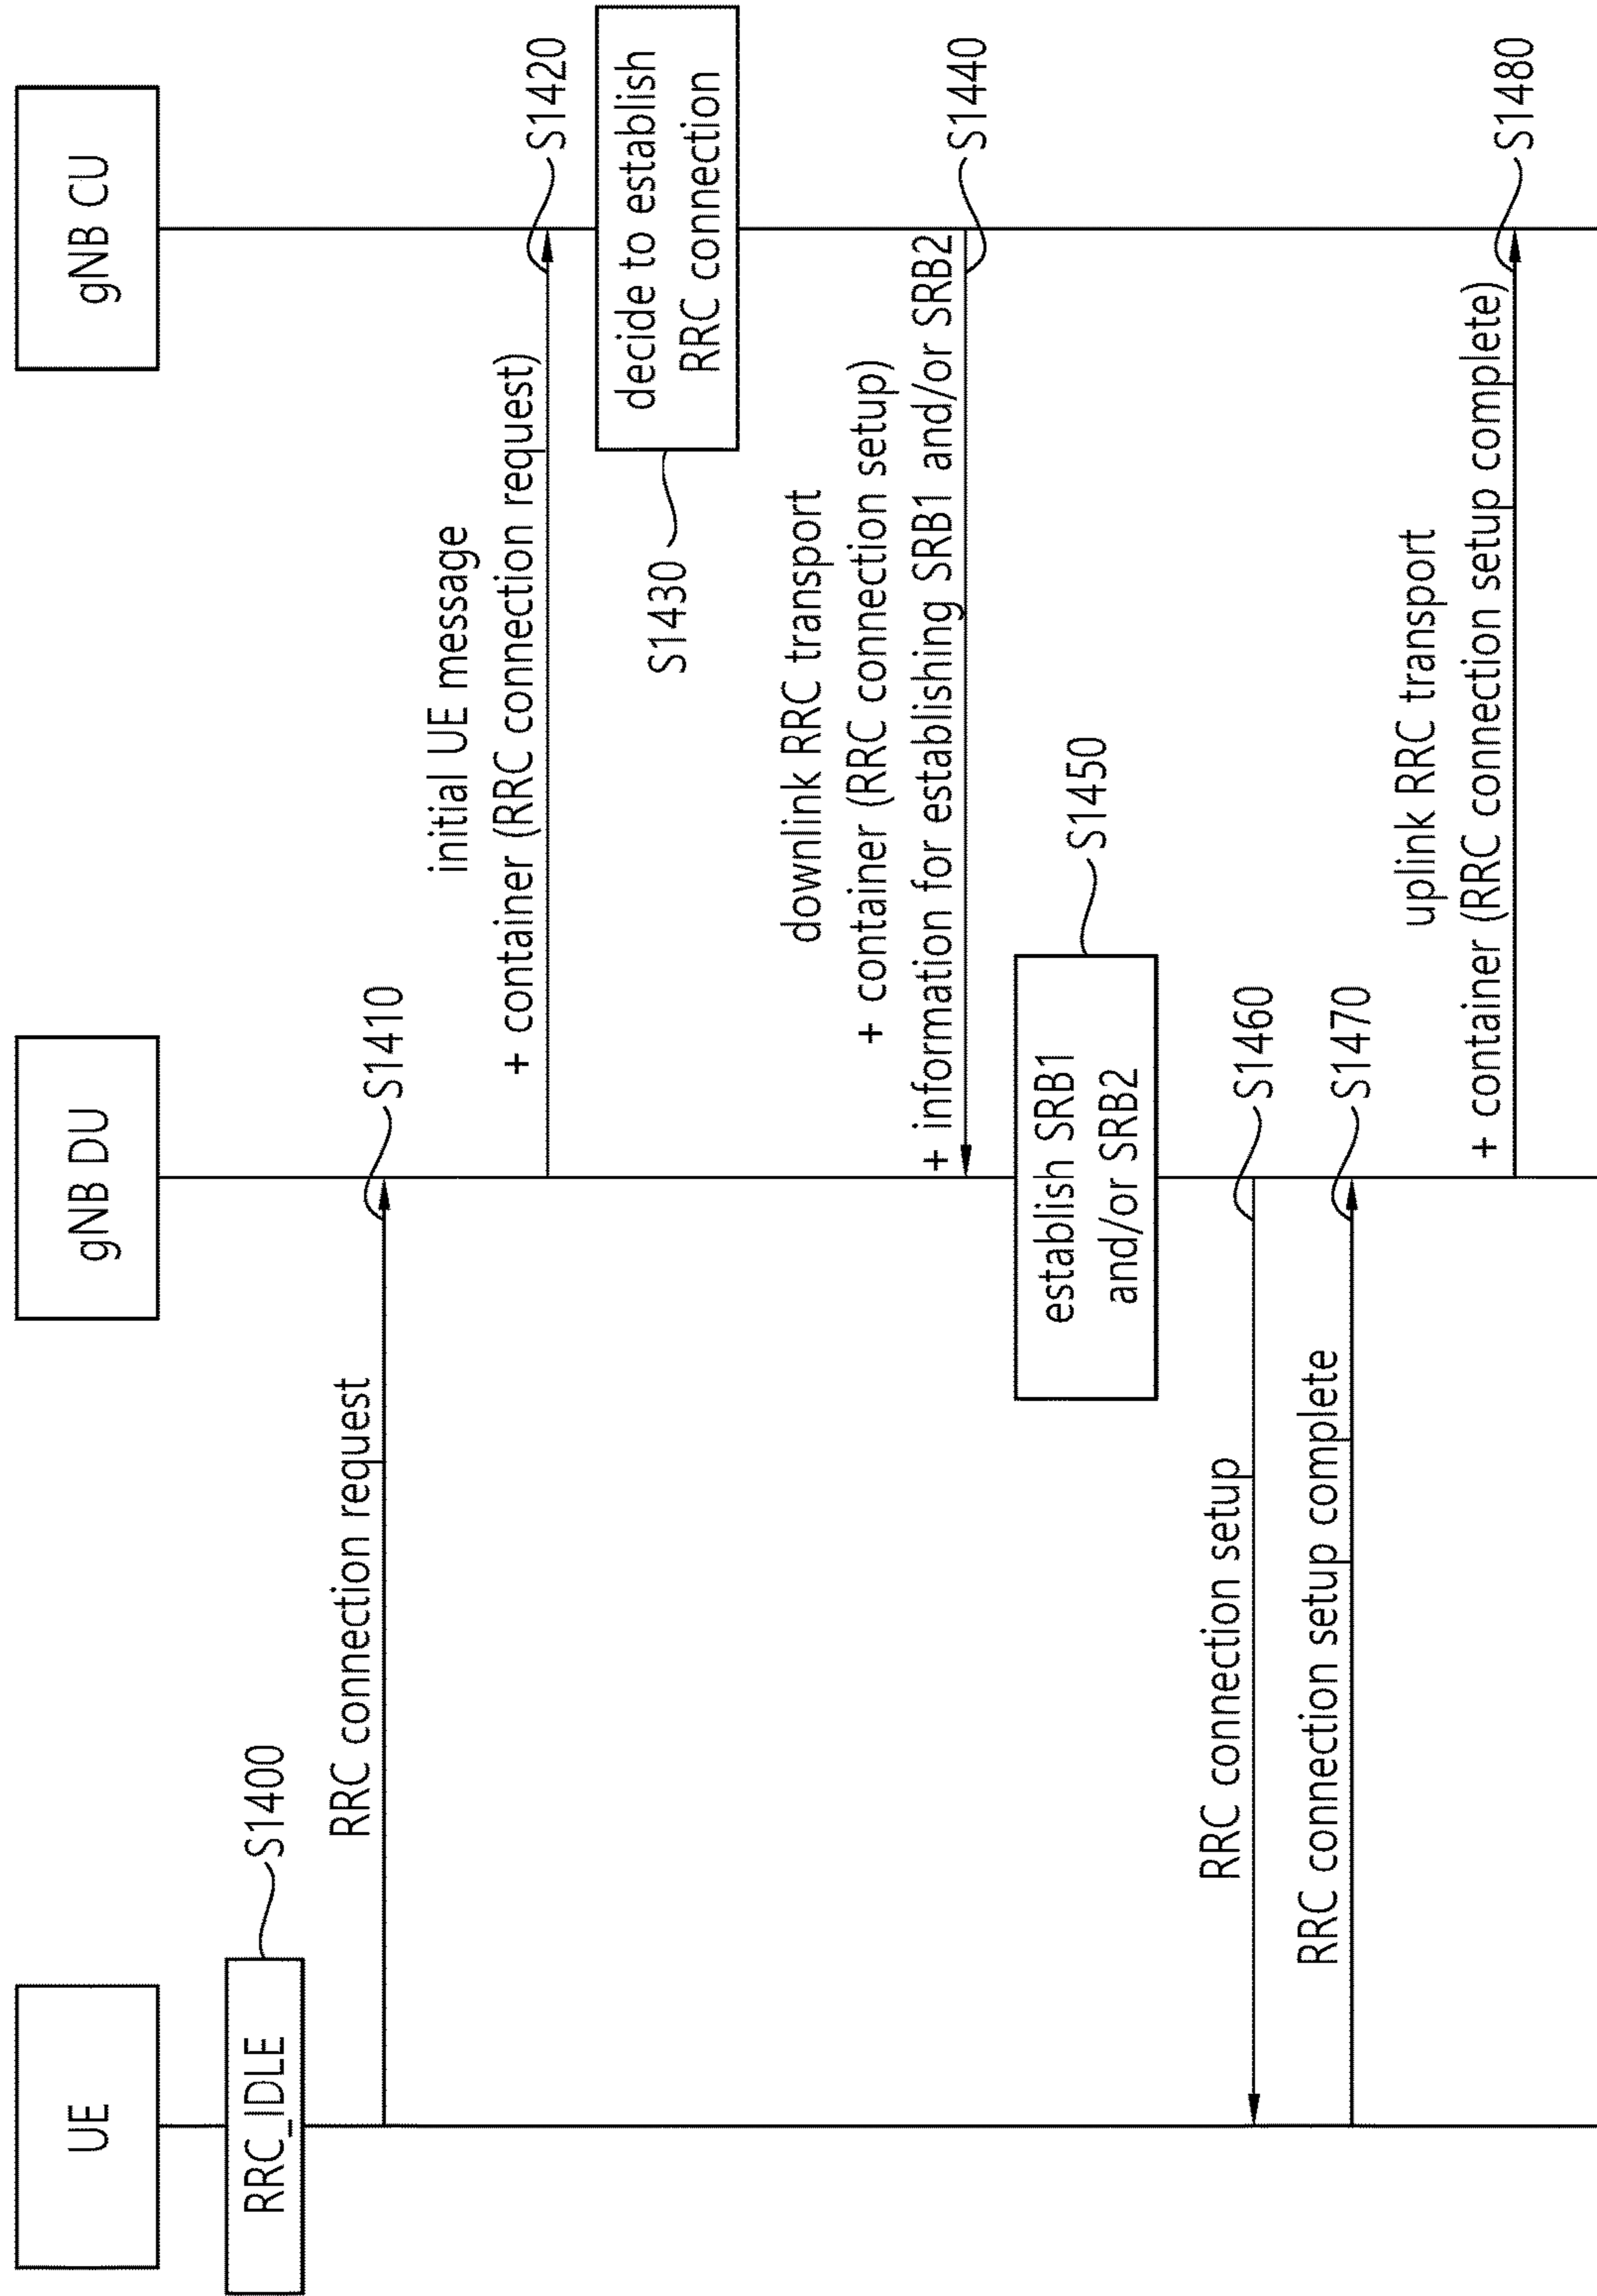 UE
gNB DU
gNB CU
RRC_IDLE
S1400
RRC connection request
S1410
initial UE message
+ container (RRC connection request)
S1420
decide to establish
RRC connection
S1430
downlink RRC transport
+ container (RRC connection setup)
+ information for establishing SRB1 and/or SRB2
S1440
establish SRB1
and/or SRB2
S1450
RRC connection setup
S1460
RRC connection setup complete
S1470
uplink RRC transport
+ container (RRC connection setup complete)
S1480